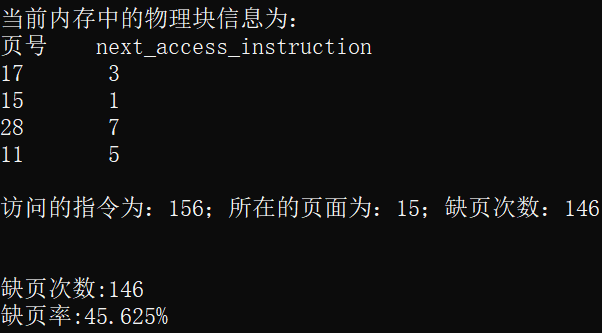 当前内存中的物理块信息为:
页号 next_access_instruction
17 3
15 1
28 7
11 5
访问的指令为: 156; 所在的页面为: 15; 缺页次数: 146
缺页次数:146
缺页率:45.625%